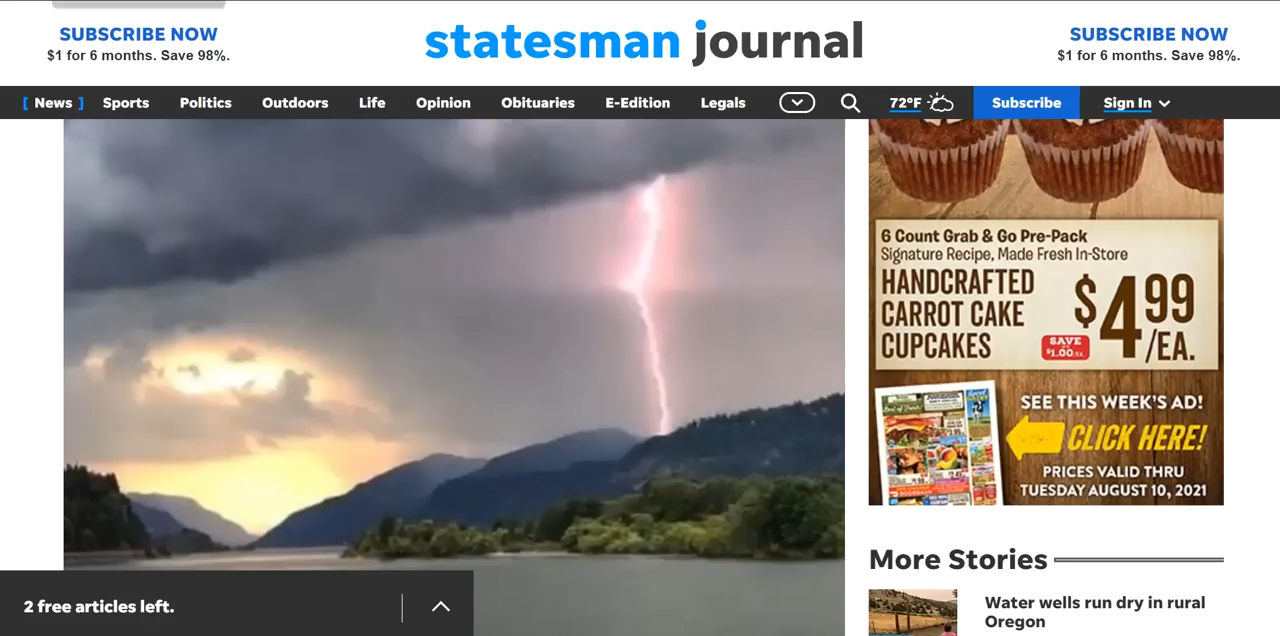 SUBSCRIBE NOW
$1 for 6 months. Save 98%.
statesman journal
SUBSCRIBE NOW
$1 for 6 months. Save 98%.
[ News ] Sports Politics Outdoors Life Opinion Obituaries E-Edition Legals 72°F Subscribe Sign In
6 Count Grab & Go Pre-Pack
Signature Recipe, Made Fresh In-Store
HANDCRAFTED
CARROT CAKE
CUPCAKES
$4 99 /EA.
SAVE
$1.00/EA.
SEE THIS WEEK'S AD!
CLICK HERE!
PRICES VALID THRU
TUESDAY AUGUST 10, 2021
More Stories
Water wells run dry in rural
Oregon
2 free articles left.